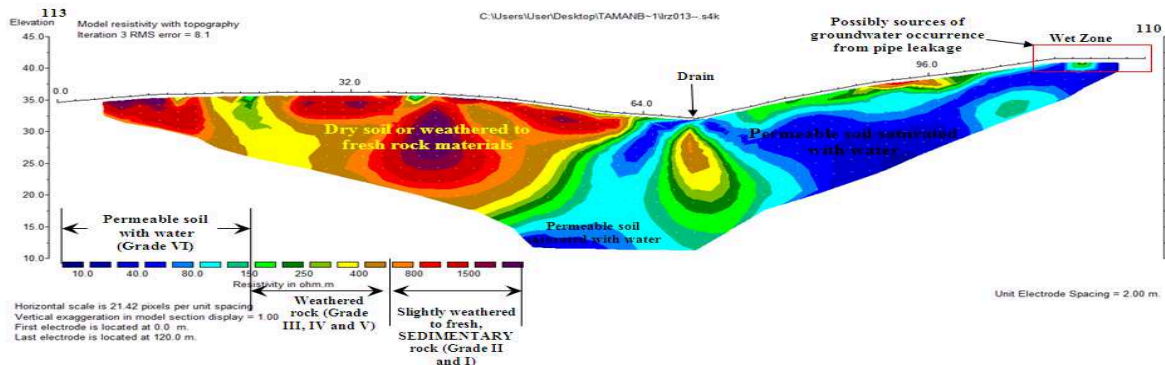 113
Elevation
Model resistivity with topography
Iteration 3 RMS error = 8.1
C:\Users\User\Desktop\TAMANB~1\lrz013--.s4k
Possibly sources of
groundwater occurrence
from pipe leakage
Wet Zone
110
45.0
40.0
35.0
30.0
25.0
20.0
15.0
10.0
0.0
32.0
64.0
96.0
Drain
Dry soil or weathered to
fresh rock materials
Permeable soil saturated
with water
Permeable soil
saturated with water
Permeable soil
with water
(Grade VI)
10.0 40.0 80.0 150 250 400 800 1500
Resistivity in ohm.m
Weathered
rock (Grade
III, IV and V)
Slightly weathered
to fresh,
SEDIMENTARY
rock (Grade II
and I)
Horizontal scale is 21.42 pixels per unit spacing
Vertical exaggeration in model section display = 1.00
First electrode is located at 0.0 m.
Last electrode is located at 120.0 m.
Unit Electrode Spacing = 2.00 m.